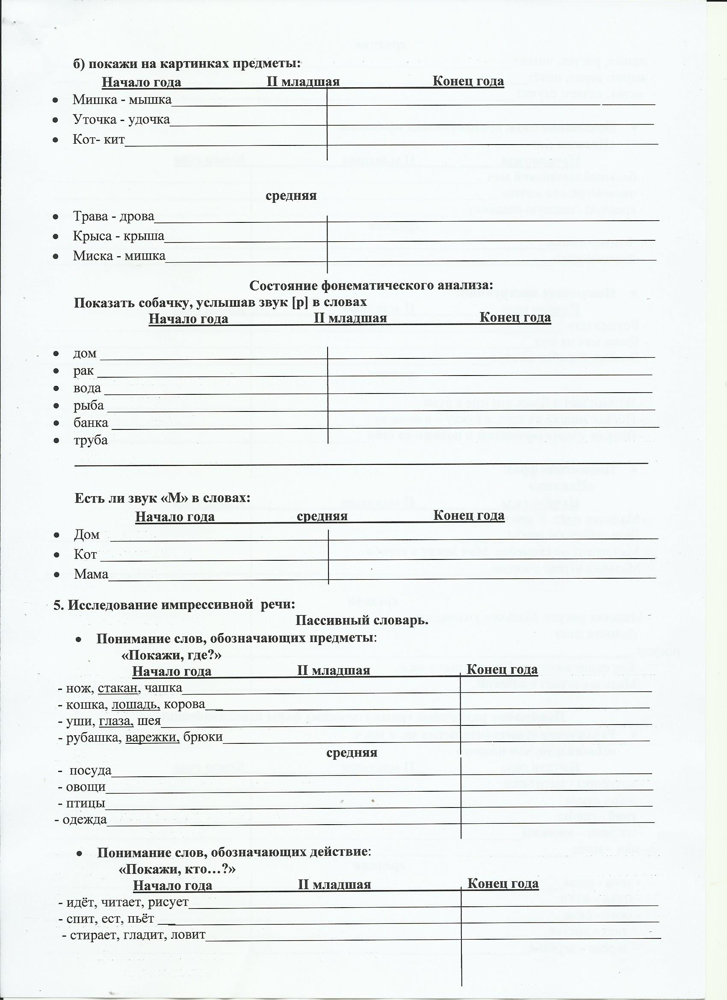 б) покажи на картинках предметы:
Начало года II младшая Конец года
• Мишка - мышка
• Уточка - удочка
• Кот- кит
средняя
• Трава - дрова
• Крыса - крыша
• Миска - мишка
Состояние фонематического анализа:
Показать собачку, услышав звук [р] в словах
Начало года II младшая Конец года
• дом
• рак
• вода
• рыба
• банка
• труба
Есть ли звук «М» в словах:
Начало года средняя Конец года
• Дом
• Кот
• Мама
5. Исследование импрессивной речи:
Пассивный словарь.
• Понимание слов, обозначающих предметы:
«Покажи, где?»
Начало года II младшая Конец года
- нож, стакан, чашка
- кошка, лошадь, корова
- уши, глаза, шея
- рубашка, варежки, брюки
средняя
- посуда
- овощи
- птицы
- одежда
• Понимание слов, обозначающих действие:
«Покажи, кто…?»
Начало года II младшая Конец года
- идёт, читает, рисует
- спит, ест, пьёт
- стирает, гладит, ловит